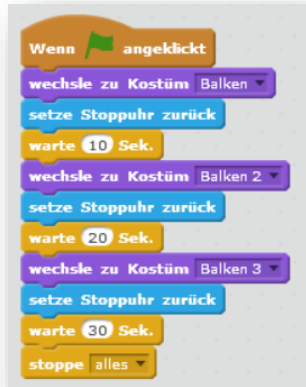 Wenn angeklickt
wechsle zu Kostüm Balken
setze Stoppuhr zurück
warte 10 Sek.
wechsle zu Kostüm Balken 2
setze Stoppuhr zurück
warte 20 Sek.
wechsle zu Kostüm Balken 3
setze Stoppuhr zurück
warte 30 Sek.
stoppe alles